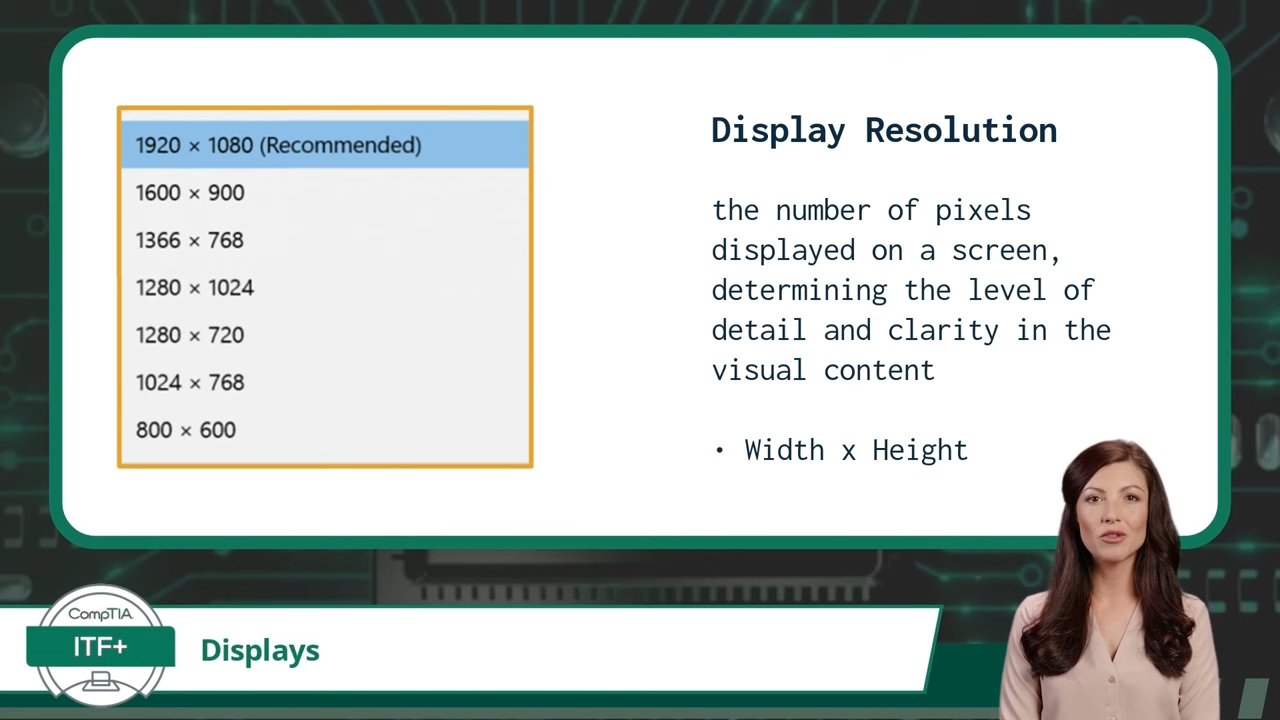 1920 × 1080 (Recommended)
1600 × 900
1366 × 768
1280 × 1024
1280 × 720
1024 × 768
800 × 600
Display Resolution
the number of pixels
displayed on a screen,
determining the level of
detail and clarity in the
visual content
• Width x Height
CompTIA
ITF+
Displays